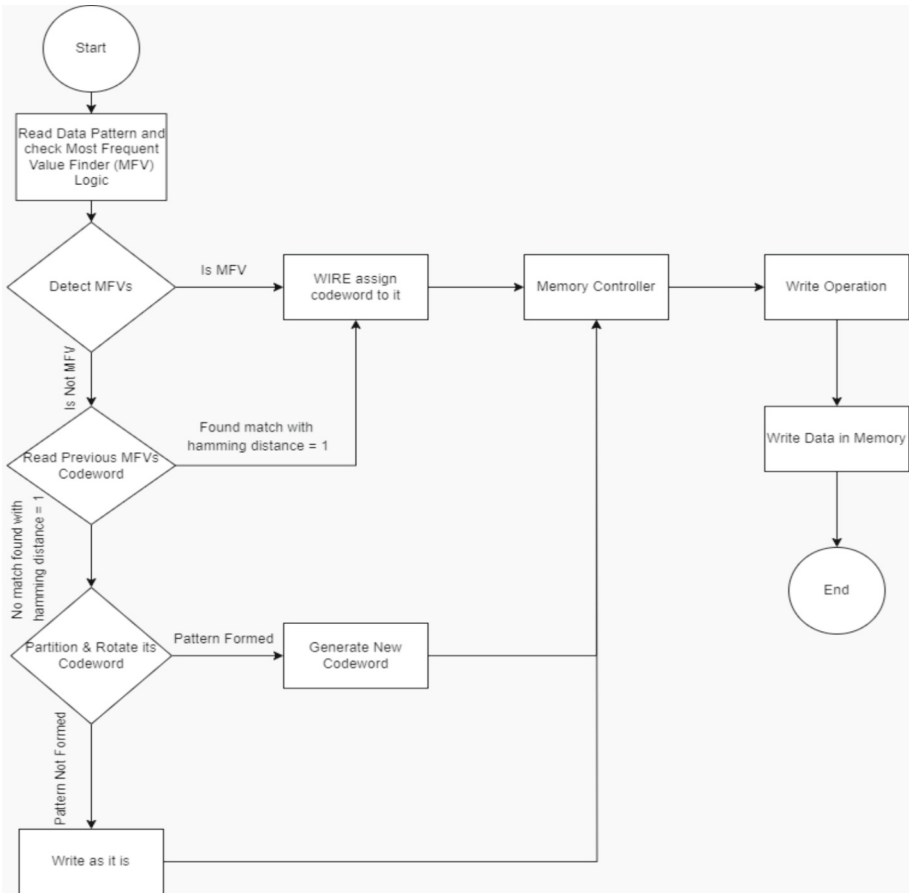 Start
Read Data Pattern and
check Most Frequent
Value Finder (MFV)
Logic
Detect MFVs
Is MFV
WIRE assign
codeword to it
Memory Controller
Write Operation
Is Not MFV
Found match with
hamming distance = 1
Read Previous MFVs
Codeword
Write Data in Memory
No match found with
hamming distance = 1
End
Partition & Rotate its
Codeword
Pattern Formed
Generate New
Codeword
Pattern Not Formed
Write as it is